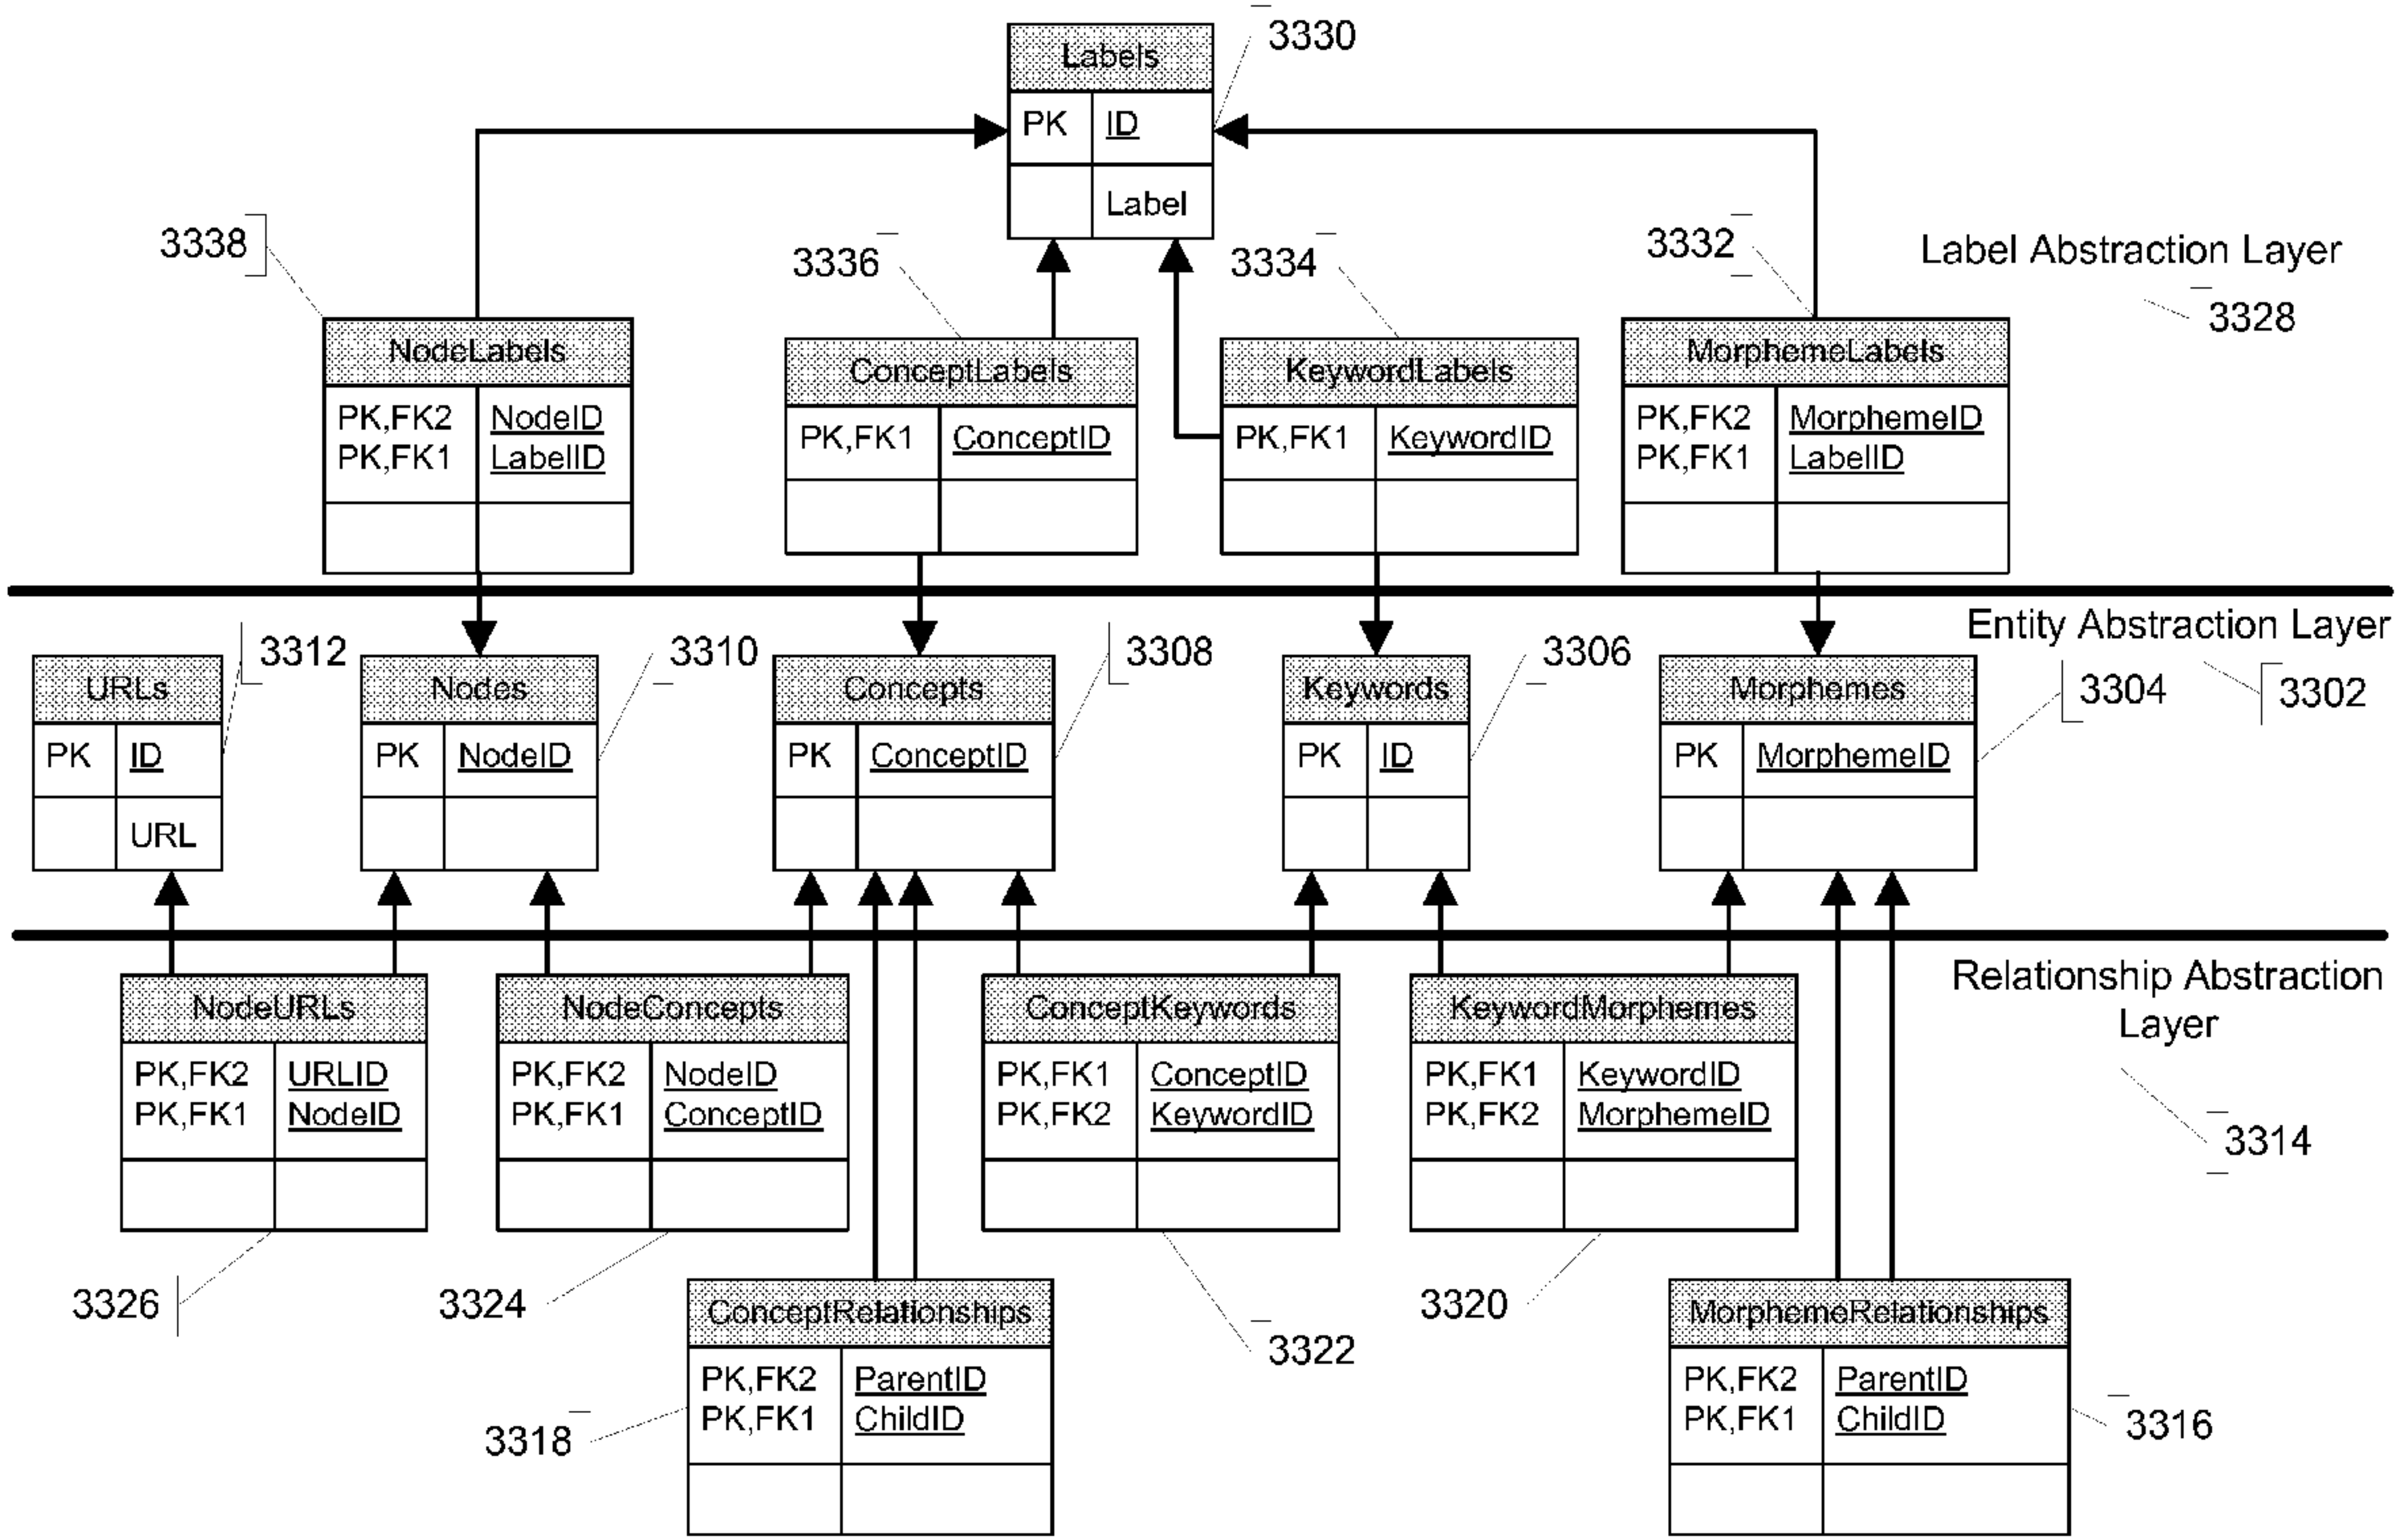 Labels
3330
PK ID
Label
3338
3336
3334
3332
Label Abstraction Layer
3328
NodeLabels
PK,FK2 NodeID
PK,FK1 LabelID
ConceptLabels
PK,FK1 ConceptID
KeywordLabels
PK,FK1 KeywordID
MorphemeLabels
PK,FK2 MorphemeID
PK,FK1 LabelID
Entity Abstraction Layer
3302
3312
3310
3308
3306
3304
URLs
PK ID
URL
Nodes
PK NodeID
Concepts
PK ConceptID
Keywords
PK ID
Morphemes
PK MorphemeID
Relationship Abstraction
Layer
3314
NodeURLs
PK,FK2 URLID
PK,FK1 NodeID
NodeConcepts
PK,FK2 NodeID
PK,FK1 ConceptID
ConceptKeywords
PK,FK1 ConceptID
PK,FK2 KeywordID
KeywordMorphemes
PK,FK1 KeywordID
PK,FK2 MorphemeID
3326
3324
3322
3320
ConceptRelationships
PK,FK2 ParentID
PK,FK1 ChildID
3318
MorphemeRelationships
PK,FK2 ParentID
PK,FK1 ChildID
3316